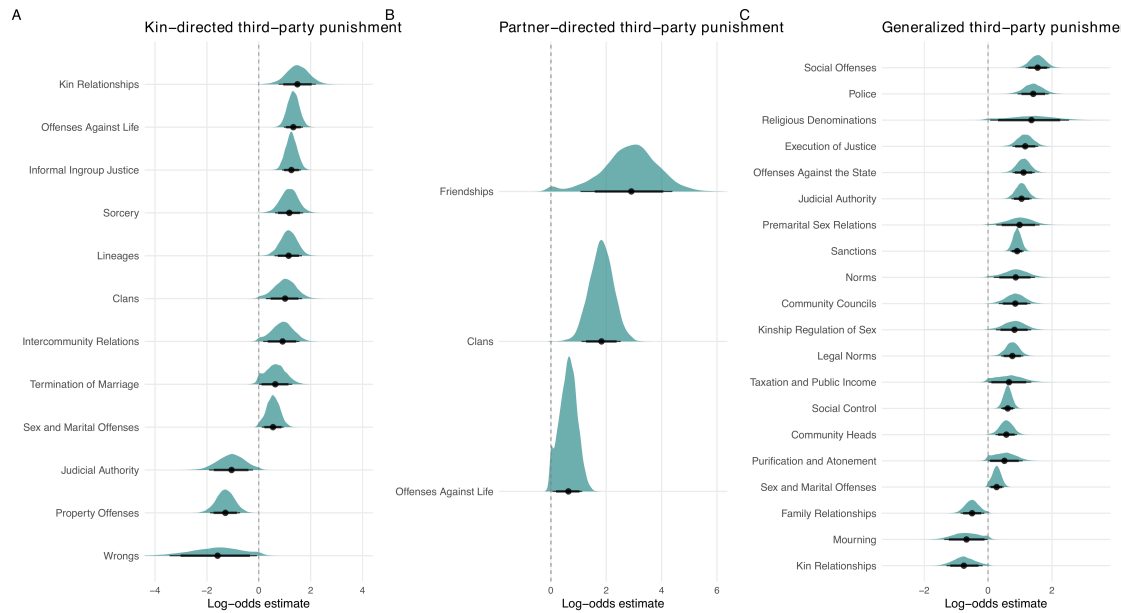 A
Kin−directed third−party punishment
Kin Relationships
Offenses Against Life
Informal Ingroup Justice
Sorcery
Lineages
Clans
Intercommunity Relations
Termination of Marriage
Sex and Marital Offenses
Judicial Authority
Property Offenses
Wrongs
−4 −2 0 2 4
Log−odds estimate
B
Partner−directed third−party punishment
Friendships
Clans
Offenses Against Life
0 2 4 6
Log−odds estimate
C
Generalized third−party punishme
Social Offenses
Police
Religious Denominations
Execution of Justice
Offenses Against the State
Judicial Authority
Premarital Sex Relations
Sanctions
Norms
Community Councils
Kinship Regulation of Sex
Legal Norms
Taxation and Public Income
Social Control
Community Heads
Purification and Atonement
Sex and Marital Offenses
Family Relationships
Mourning
Kin Relationships
−2 0 2
Log−odds estimate